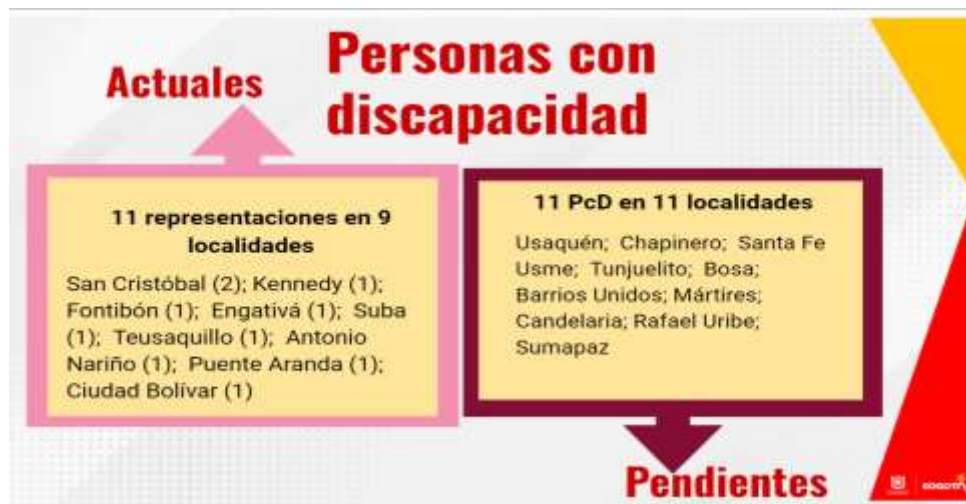 Personas con
discapacidad
Actuales
11 representaciones en 9
localidades
San Cristóbal (2); Kennedy (1);
Fontibón (1); Engativá (1); Suba
(1); Teusaquillo (1); Antonio
Nariño (1); Puente Aranda (1);
Ciudad Bolívar (1)
11 PcD en 11 localidades
Usaquén; Chapinero; Santa Fe
Usme; Tunjuelito; Bosa;
Barrios Unidos; Mártires;
Candelaria; Rafael Uribe;
Sumapaz
Pendientes
BOGOTÁ